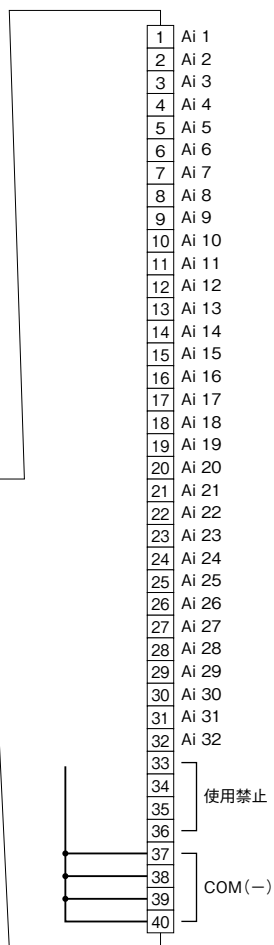 1 Ai 1
2 Ai 2
3 Ai 3
4 Ai 4
5 Ai 5
6 Ai 6
7 Ai 7
8 Ai 8
9 Ai 9
10 Ai 10
11 Ai 11
12 Ai 12
13 Ai 13
14 Ai 14
15 Ai 15
16 Ai 16
17 Ai 17
18 Ai 18
19 Ai 19
20 Ai 20
21 Ai 21
22 Ai 22
23 Ai 23
24 Ai 24
25 Ai 25
26 Ai 26
27 Ai 27
28 Ai 28
29 Ai 29
30 Ai 30
31 Ai 31
32 Ai 32
33
34
35
36
使用禁止
37
38
39
40
COM(−)